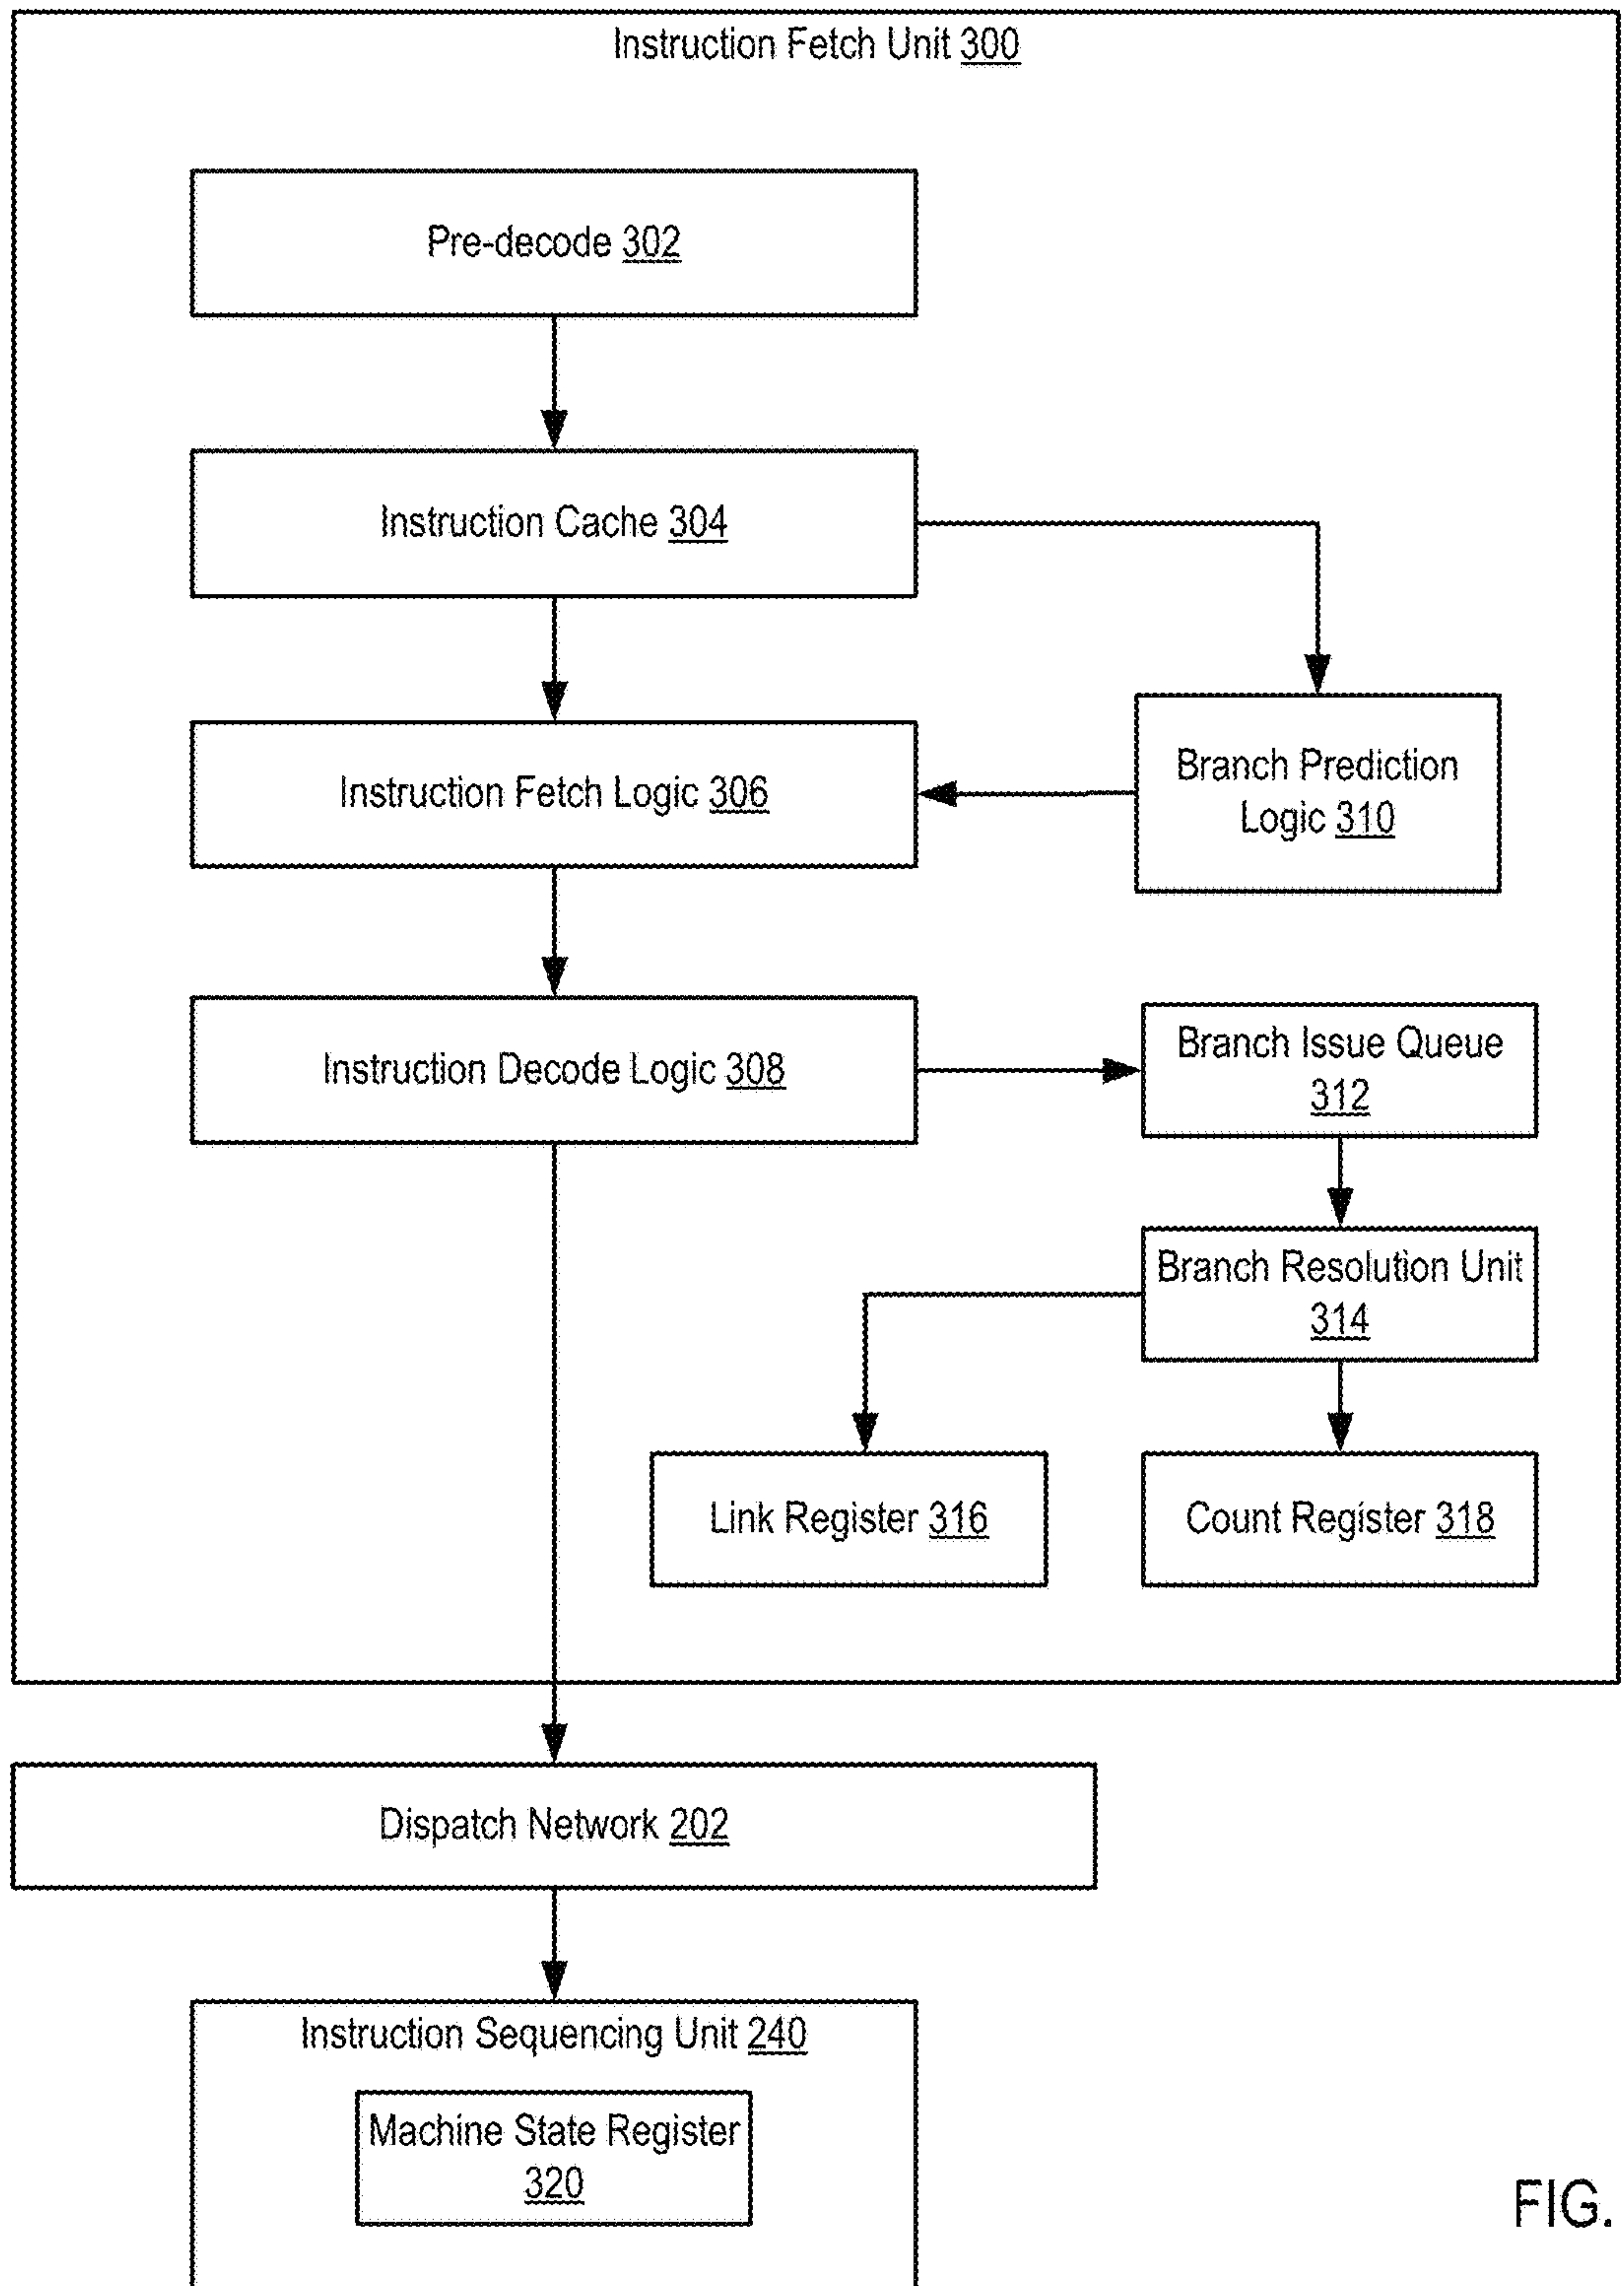 Instruction Fetch Unit 300
Pre-decode 302
Instruction Cache 304
Instruction Fetch Logic 306
Branch Prediction
Logic 310
Instruction Decode Logic 308
Branch Issue Queue
312
Branch Resolution Unit
314
Link Register 316
Count Register 318
Dispatch Network 202
Instruction Sequencing Unit 240
Machine State Register
320
FIG.